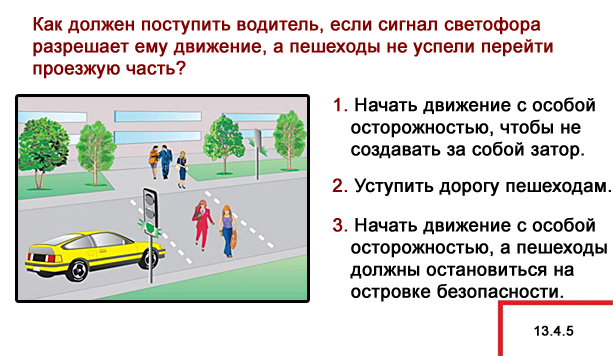 Как должен поступить водитель, если сигнал светофора
разрешает ему движение, а пешеходы не успели перейти
проезжую часть?
1. Начать движение с особой
осторожностью, чтобы не
создавать за собой затор.
2. Уступить дорогу пешеходам.
3. Начать движение с особой
осторожностью, а пешеходы
должны остановиться на
островке безопасности.
13.4.5